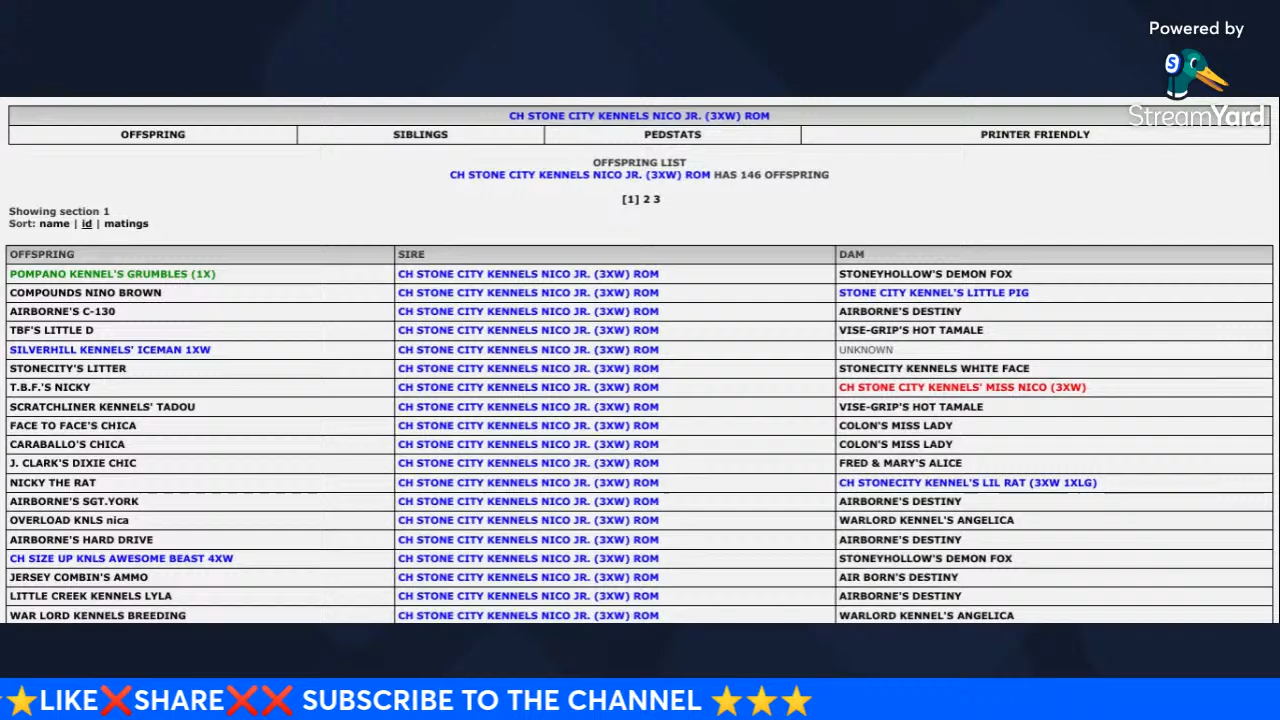 Powered by
StreamYard
CH STONE CITY KENNELS NICO JR. (3XW) ROM
OFFSPRING SIBLINGS PEDSTATS PRINTER FRIENDLY
OFFSPRING LIST
CH STONE CITY KENNELS NICO JR. (3XW) ROM HAS 146 OFFSPRING
[1] 2 3
Showing section 1
Sort: name | id | matings
OFFSPRING SIRE DAM
POMPANO KENNEL'S GRUMBLES (1X) CH STONE CITY KENNELS NICO JR. (3XW) ROM STONEYHOLLOW'S DEMON FOX
COMPOUNDS NINO BROWN CH STONE CITY KENNELS NICO JR. (3XW) ROM STONE CITY KENNEL'S LITTLE PIG
AIRBORNE'S C-130 CH STONE CITY KENNELS NICO JR. (3XW) ROM AIRBORNE'S DESTINY
TBF'S LITTLE D CH STONE CITY KENNELS NICO JR. (3XW) ROM VISE-GRIP'S HOT TAMALE
SILVERHILL KENNELS' ICEMAN 1XW CH STONE CITY KENNELS NICO JR. (3XW) ROM UNKNOWN
STONECITY'S LITTER CH STONE CITY KENNELS NICO JR. (3XW) ROM STONECITY KENNELS WHITE FACE
T.B.F.'S NICKY CH STONE CITY KENNELS NICO JR. (3XW) ROM CH STONE CITY KENNELS' MISS NICO (3XW)
SCRATCHLINER KENNELS' TADOU CH STONE CITY KENNELS NICO JR. (3XW) ROM VISE-GRIP'S HOT TAMALE
FACE TO FACE'S CHICA CH STONE CITY KENNELS NICO JR. (3XW) ROM COLON'S MISS LADY
CARABALLO'S CHICA CH STONE CITY KENNELS NICO JR. (3XW) ROM COLON'S MISS LADY
J. CLARK'S DIXIE CHIC CH STONE CITY KENNELS NICO JR. (3XW) ROM FRED & MARY'S ALICE
NICKY THE RAT CH STONE CITY KENNELS NICO JR. (3XW) ROM CH STONECITY KENNEL'S LIL RAT (3XW 1XLG)
AIRBORNE'S SGT.YORK CH STONE CITY KENNELS NICO JR. (3XW) ROM AIRBORNE'S DESTINY
OVERLOAD KNLS nica CH STONE CITY KENNELS NICO JR. (3XW) ROM WARLORD KENNEL'S ANGELICA
AIRBORNE'S HARD DRIVE CH STONE CITY KENNELS NICO JR. (3XW) ROM AIRBORNE'S DESTINY
CH SIZE UP KNLS AWESOME BEAST 4XW CH STONE CITY KENNELS NICO JR. (3XW) ROM STONEYHOLLOW'S DEMON FOX
JERSEY COMBIN'S AMMO CH STONE CITY KENNELS NICO JR. (3XW) ROM AIR BORN'S DESTINY
LITTLE CREEK KENNELS LYLA CH STONE CITY KENNELS NICO JR. (3XW) ROM AIRBORNE'S DESTINY
WAR LORD KENNELS BREEDING CH STONE CITY KENNELS NICO JR. (3XW) ROM WARLORD KENNEL'S ANGELICA
⭐LIKE❌SHARE❌❌ SUBSCRIBE TO THE CHANNEL ⭐⭐⭐